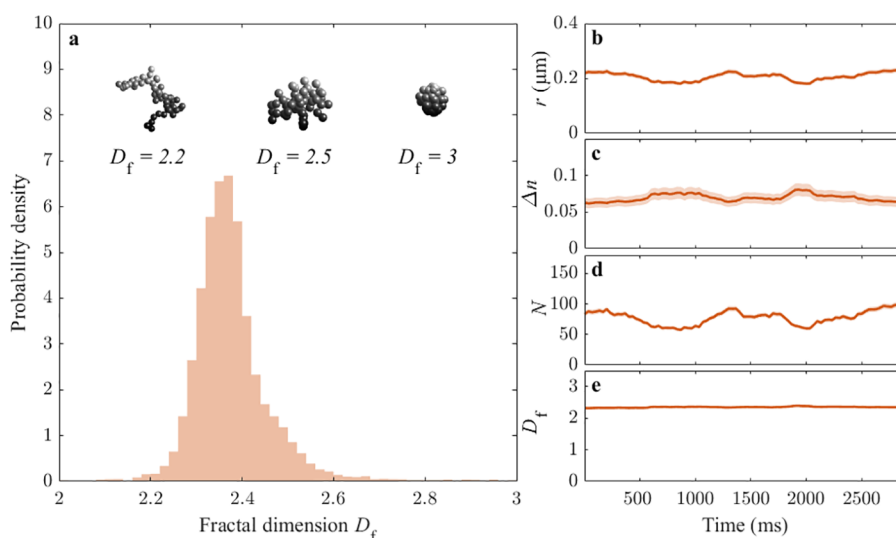 a
10
9
8
7
6
5
4
3
2
1
0
Probability density
D_f = 2.2
D_f = 2.5
D_f = 3
2
2.2
2.4
2.6
2.8
3
Fractal dimension D_f
b
0.4
0.2
0
r (μm)
c
0.1
0.05
0
Δn
d
150
100
50
0
N
e
3
2
1
0
D_f
500
1000
1500
2000
2500
Time (ms)